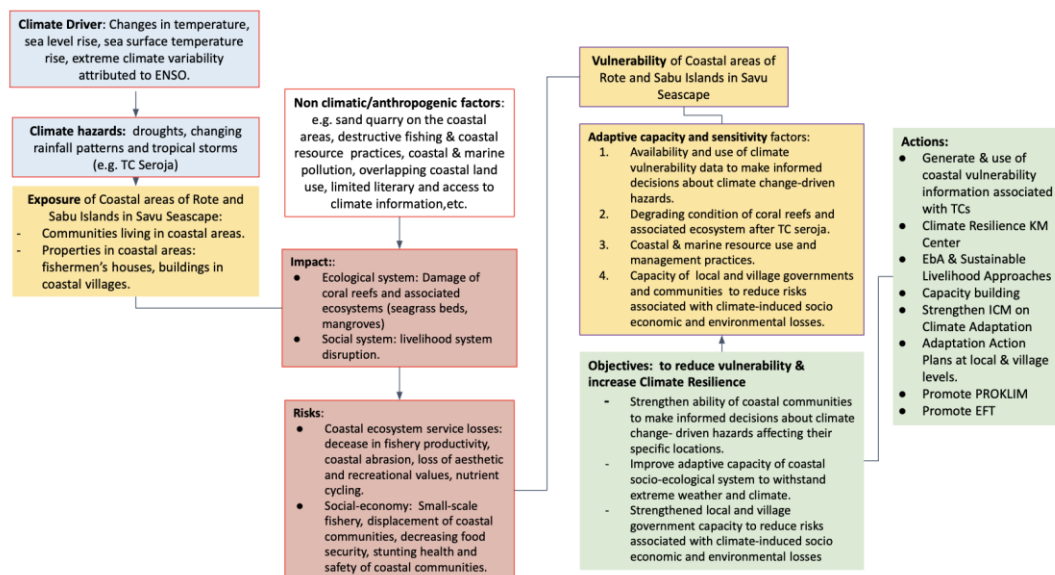 Climate Driver: Changes in temperature,
sea level rise, sea surface temperature
rise, extreme climate variability
attributed to ENSO.
Climate hazards: droughts, changing
rainfall patterns and tropical storms
(e.g. TC Seroja)
Exposure of Coastal areas of Rote and
Sabu Islands in Savu Seascape:
- Communities living in coastal areas.
- Properties in coastal areas:
fishermen's houses, buildings in
coastal villages.
Non climatic/anthropogenic factors:
e.g. sand quarry on the coastal
areas, destructive fishing & coastal
resource practices, coastal & marine
pollution, overlapping coastal land
use, limited literary and access to
climate information,etc.
Impact::
● Ecological system: Damage of
coral reefs and associated
ecosystems (seagrass beds,
mangroves)
● Social system: livelihood system
disruption.
Risks:
● Coastal ecosystem service losses:
decease in fishery productivity,
coastal abrasion, loss of aesthetic
and recreational values, nutrient
cycling.
● Social-economy: Small-scale
fishery, displacement of coastal
communities, decreasing food
security, stunting health and
safety of coastal communities.
Vulnerability of Coastal areas of
Rote and Sabu Islands in Savu
Seascape
Adaptive capacity and sensitivity factors:
1. Availability and use of climate
vulnerability data to make informed
decisions about climate change-driven
hazards.
2. Degrading condition of coral reefs and
associated ecosystem after TC seroja.
3. Coastal & marine resource use and
management practices.
4. Capacity of local and village governments
and communities to reduce risks
associated with climate-induced socio
economic and environmental losses.
Objectives: to reduce vulnerability &
increase Climate Resilience
- Strengthen ability of coastal communities
to make informed decisions about climate
change- driven hazards affecting their
specific locations.
- Improve adaptive capacity of coastal
socio-ecological system to withstand
extreme weather and climate.
- Strengthened local and village
government capacity to reduce risks
associated with climate-induced socio
economic and environmental losses
Actions:
● Generate & use of
coastal vulnerability
information associated
with TCs
● Climate Resilience KM
Center
● EbA & Sustainable
Livelihood Approaches
● Capacity building
● Strengthen ICM on
Climate Adaptation
● Adaptation Action
Plans at local & village
levels.
● Promote PROKLIM
● Promote EFT